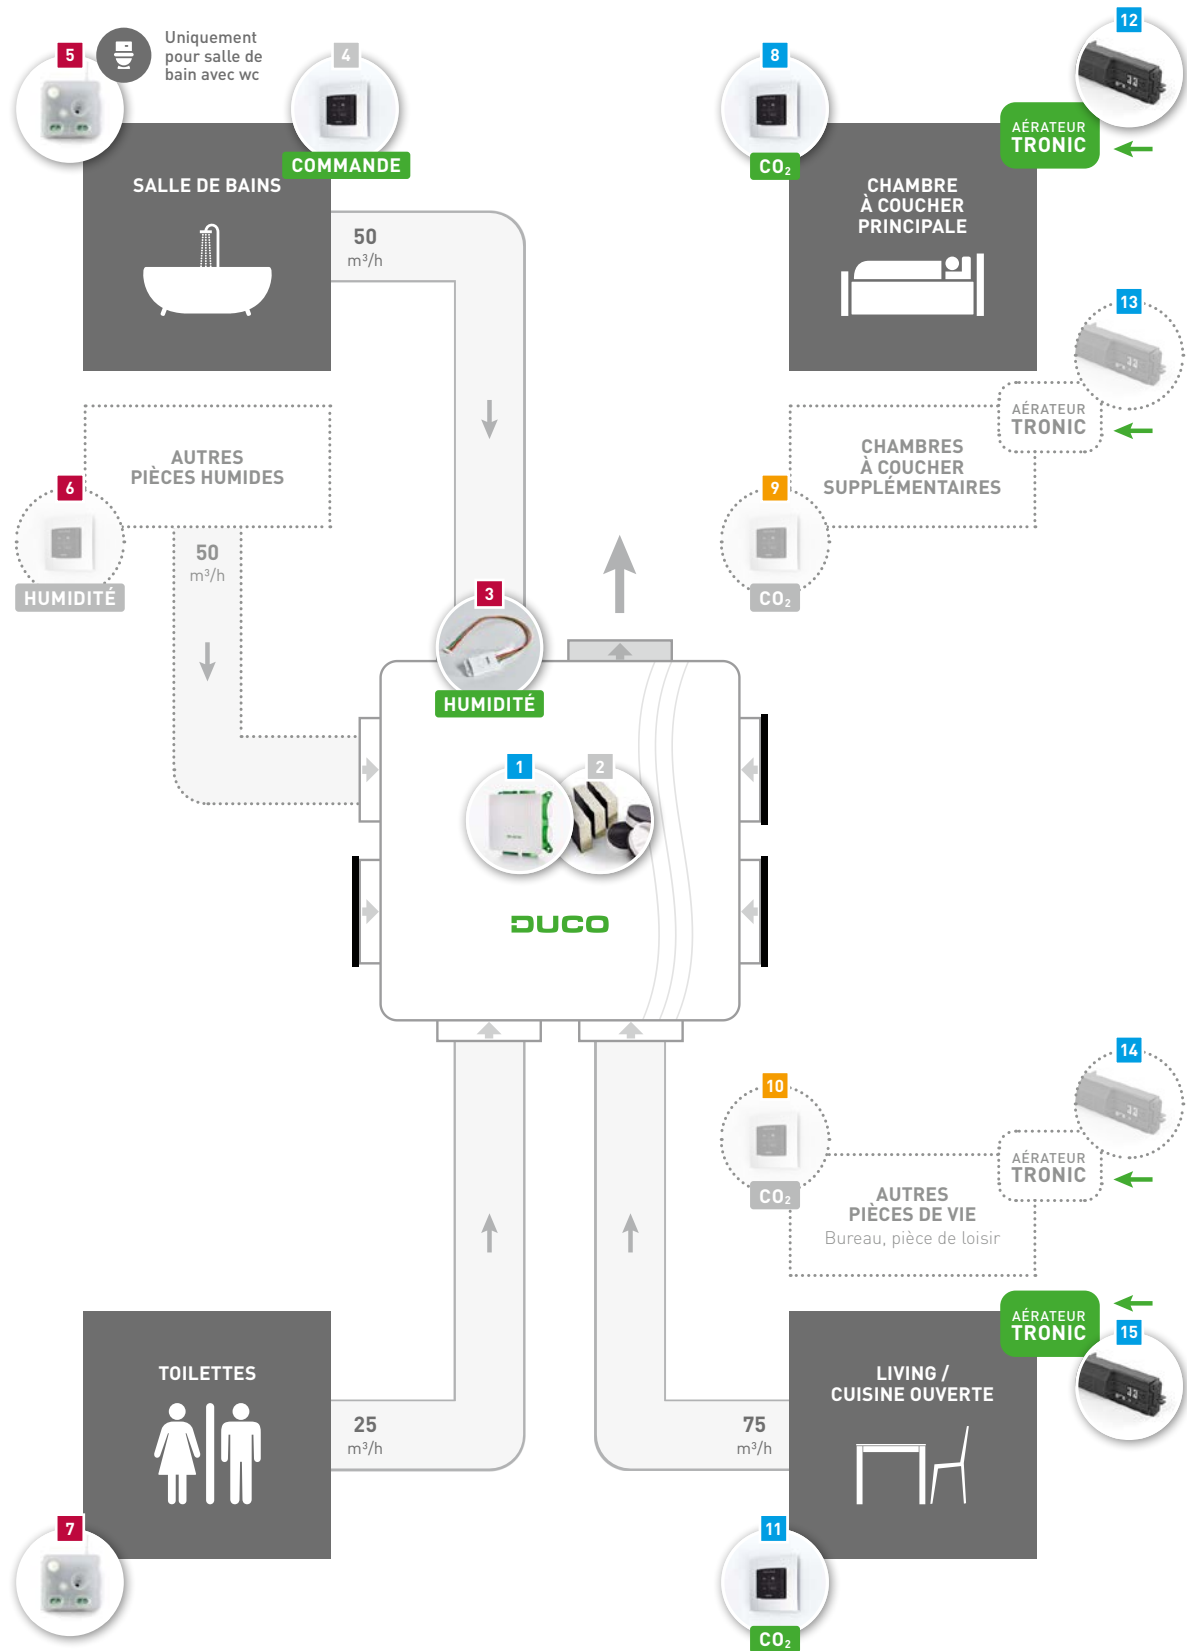 5
Uniquement
pour salle de
bain avec wc
4
COMMANDE
SALLE DE BAINS
50
m³/h
8
CO₂
12
AÉRATEUR
TRONIC
CHAMBRE
À COUCHER
PRINCIPALE
13
AÉRATEUR
TRONIC
CHAMBRES
À COUCHER
SUPPLÉMENTAIRES
9
CO₂
AUTRES
PIÈCES HUMIDES
6
HUMIDITÉ
50
m³/h
3
HUMIDITÉ
1
2
DUCO
14
AÉRATEUR
TRONIC
10
CO₂
AUTRES
PIÈCES DE VIE
Bureau, pièce de loisir
AÉRATEUR
TRONIC
15
TOILETTES
25
m³/h
7
75
m³/h
LIVING /
CUISINE OUVERTE
11
CO₂